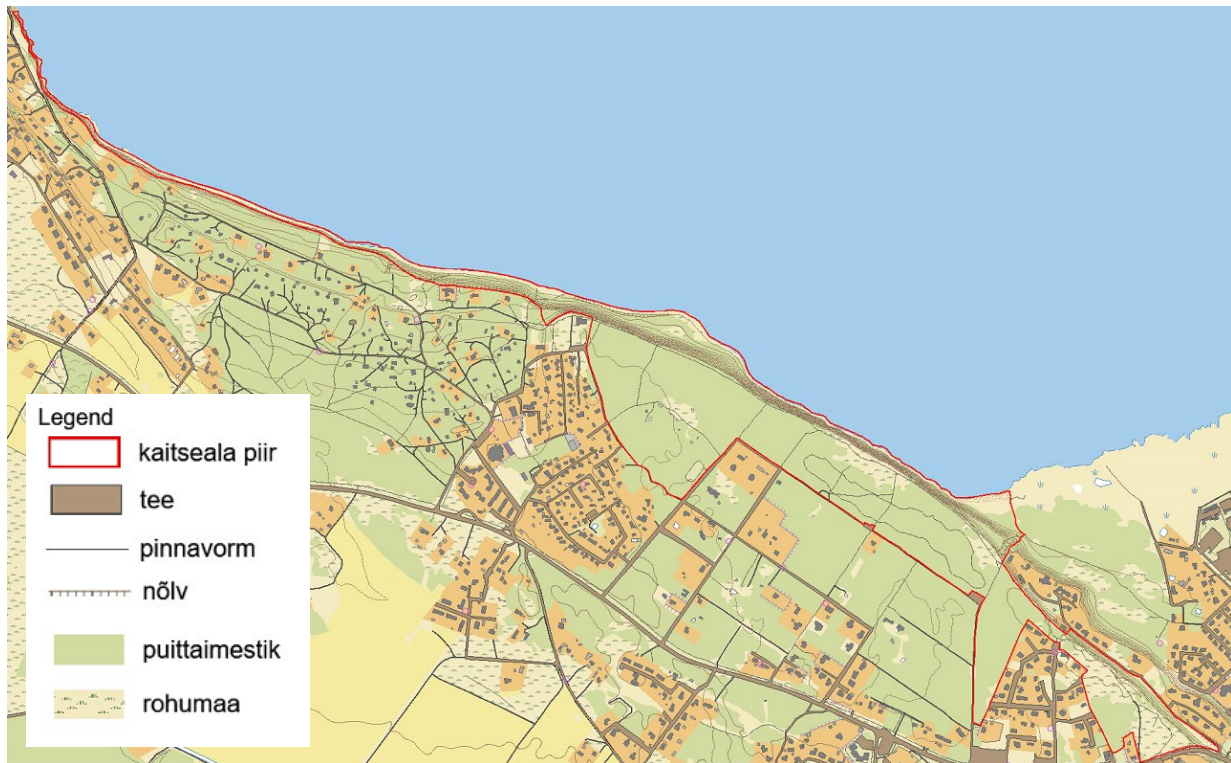 Legend
kaitseala piir
tee
pinnavorm
nõlv
puittaimestik
rohumaa